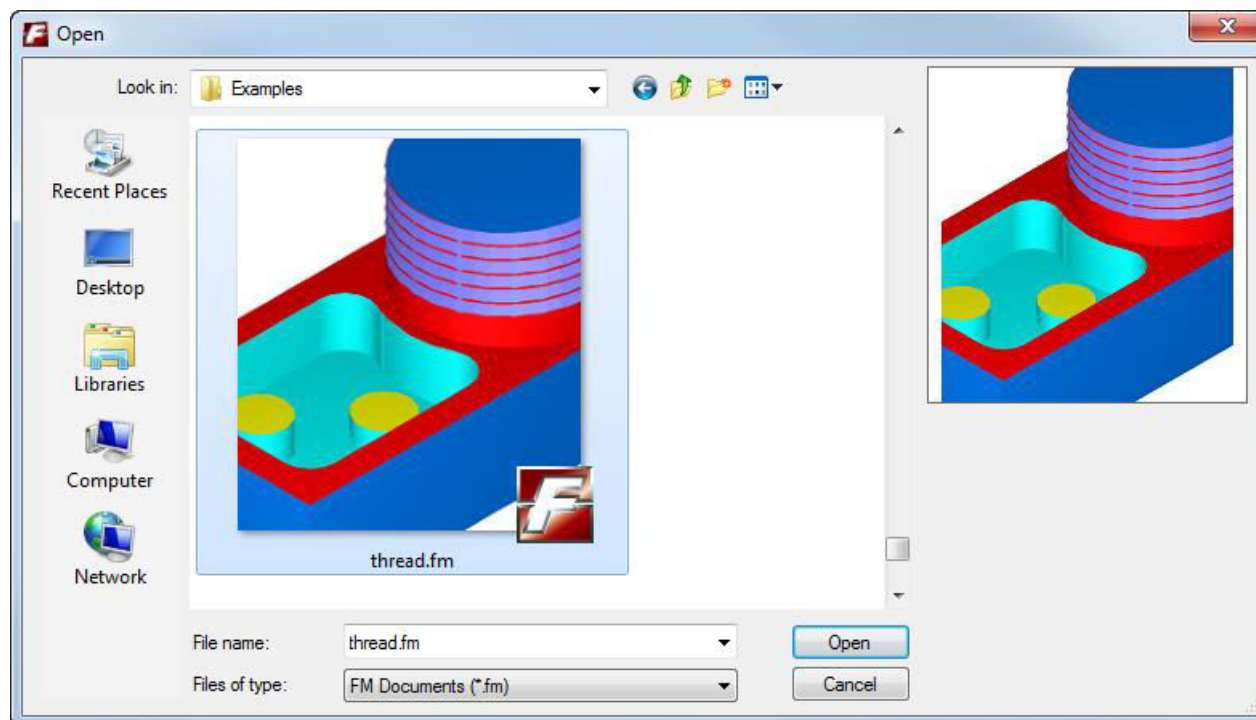 Open
Look in: Examples
Recent Places
Desktop
Libraries
Computer
Network
thread.fm
File name: thread.fm Open
Files of type: FM Documents (*.fm) Cancel